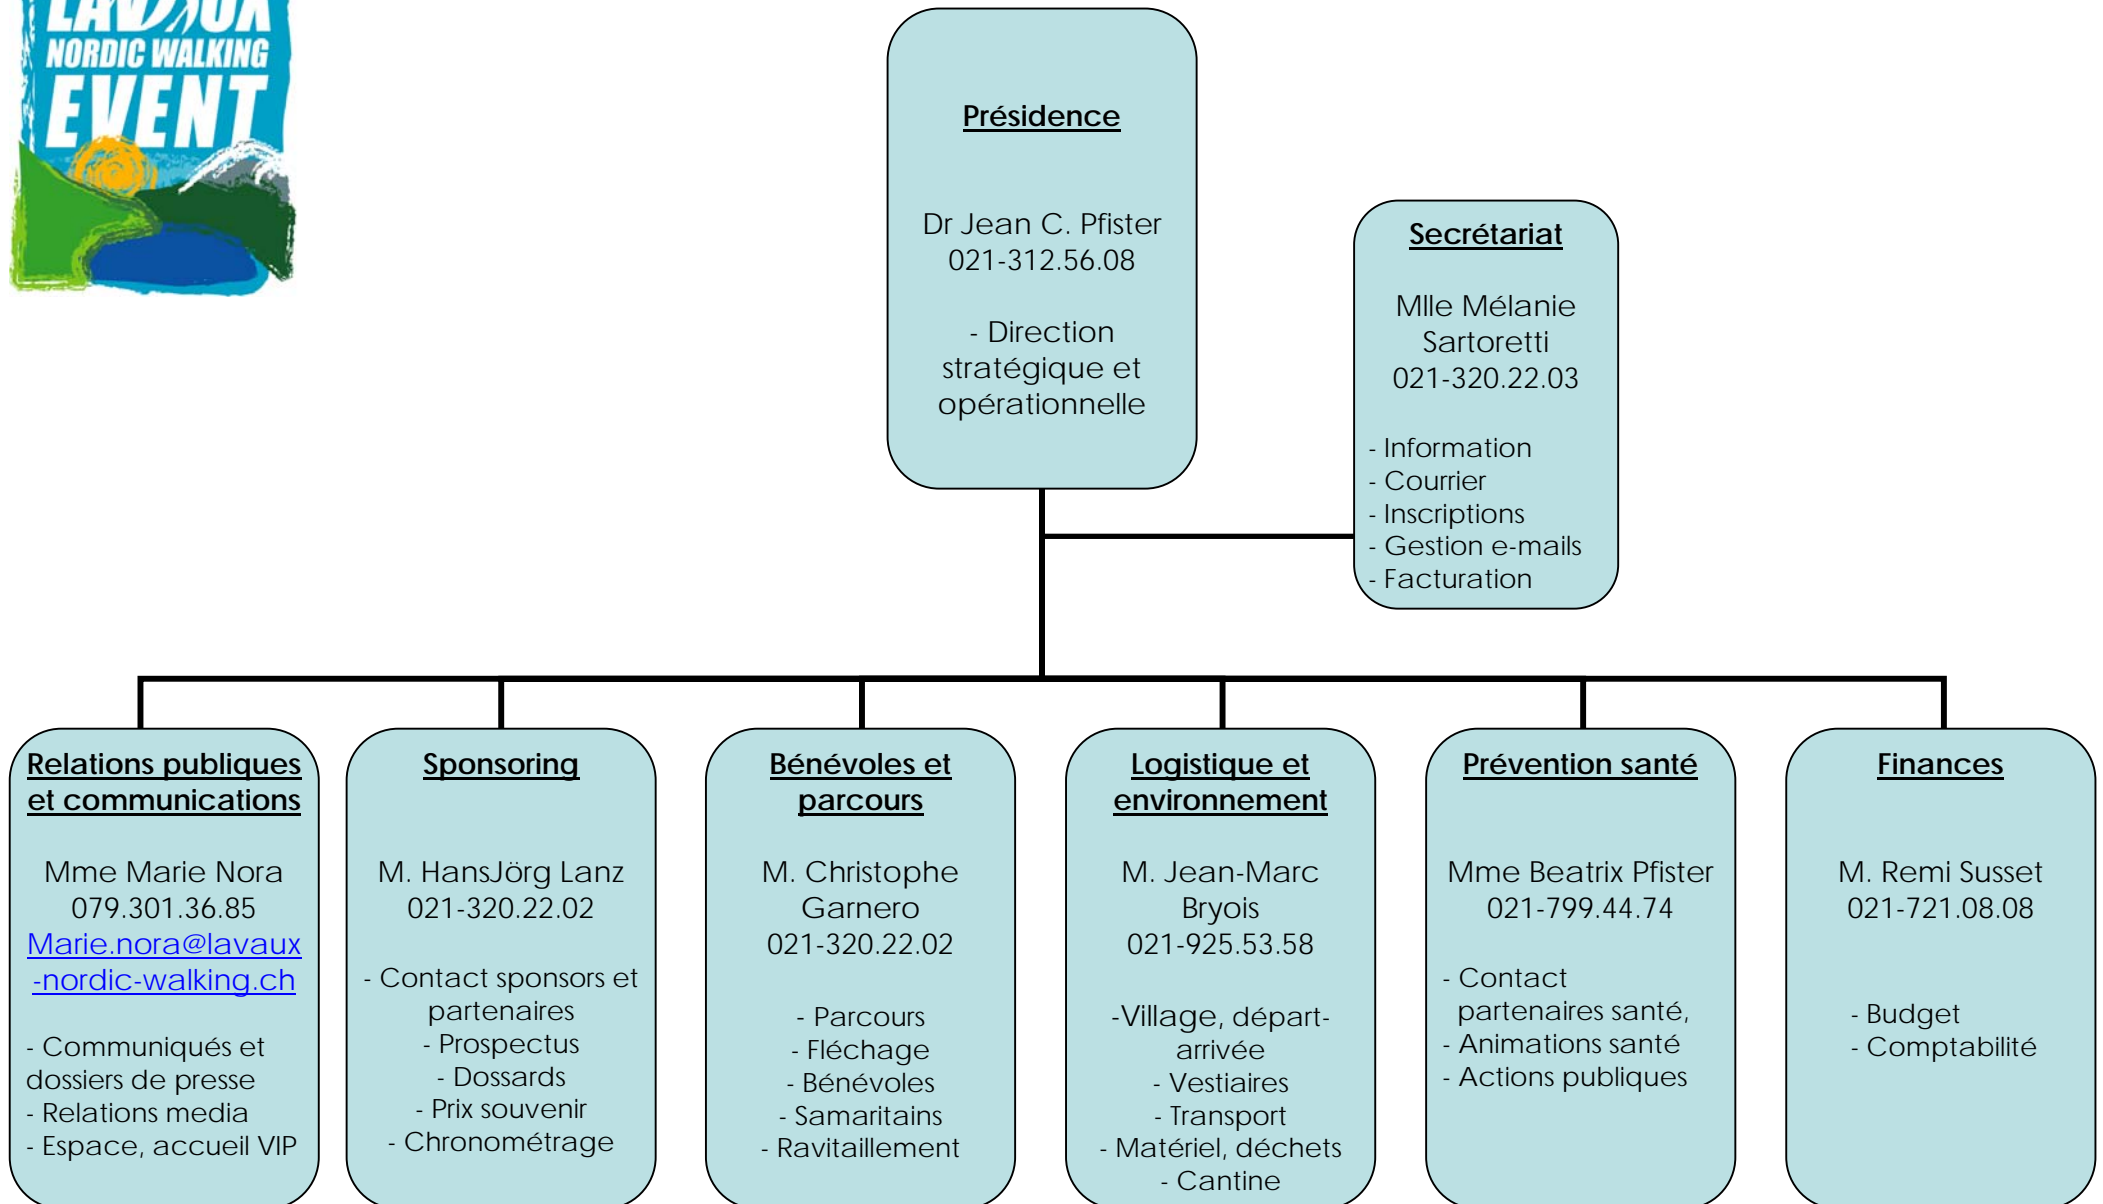 LAVAUX
NORDIC WALKING
EVENT
Présidence
Dr Jean C. Pfister
021-312.56.08
- Direction
stratégique et
opérationnelle
Secrétariat
Mlle Mélanie
Sartoretti
021-320.22.03
- Information
- Courrier
- Inscriptions
- Gestion e-mails
- Facturation
Relations publiques
et communications
Mme Marie Nora
079.301.36.85
Marie.nora@lavaux
-nordic-walking.ch
- Communiqués et
dossiers de presse
- Relations media
- Espace, accueil VIP
Sponsoring
M. HansJörg Lanz
021-320.22.02
- Contact sponsors et
partenaires
- Prospectus
- Dossards
- Prix souvenir
- Chronométrage
Bénévoles et
parcours
M. Christophe
Garnero
021-320.22.02
- Parcours
- Fléchage
- Bénévoles
- Samaritains
- Ravitaillement
Logistique et
environnement
M. Jean-Marc
Bryois
021-925.53.58
-Village, départ-
arrivée
- Vestiaires
- Transport
- Matériel, déchets
- Cantine
Prévention santé
Mme Beatrix Pfister
021-799.44.74
- Contact
partenaires santé,
- Animations santé
- Actions publiques
Finances
M. Remi Susset
021-721.08.08
- Budget
- Comptabilité